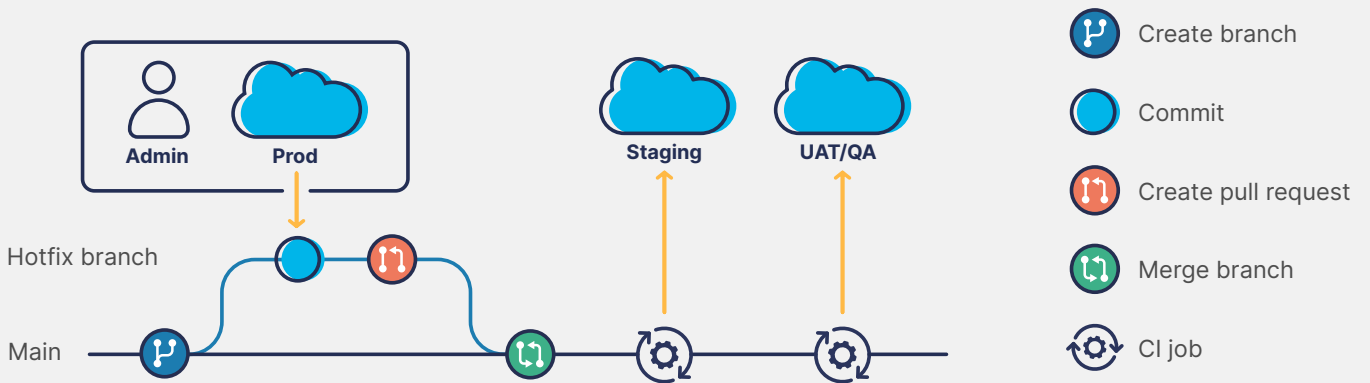 Admin
Prod
Staging
UAT/QA
Hotfix branch
Main
Create branch
Commit
Create pull request
Merge branch
CI job